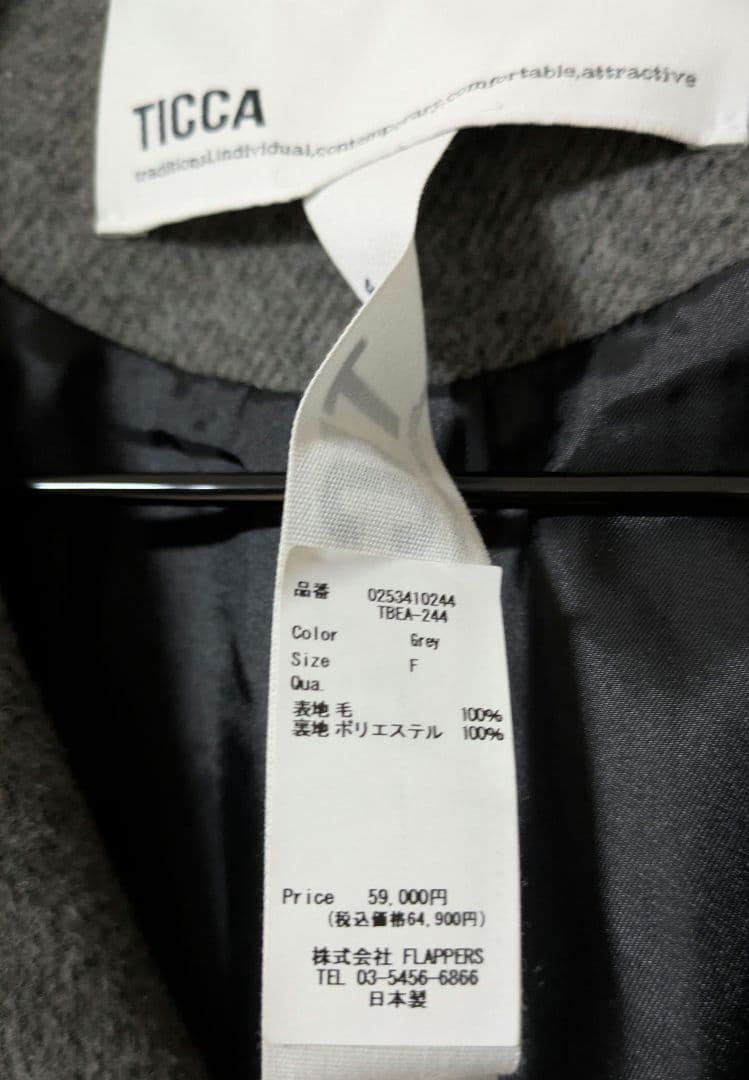 TICCA
traditional,individual,contemporary,comfortable,attractive
品番 0253410244
TBEA-244
Color Grey
Size F
Qua.
表地 毛 100%
裏地 ポリエステル 100%
Price 59,000円
(税込価格64,900円)
株式会社 FLAPPERS
TEL 03-5456-6866
日本製